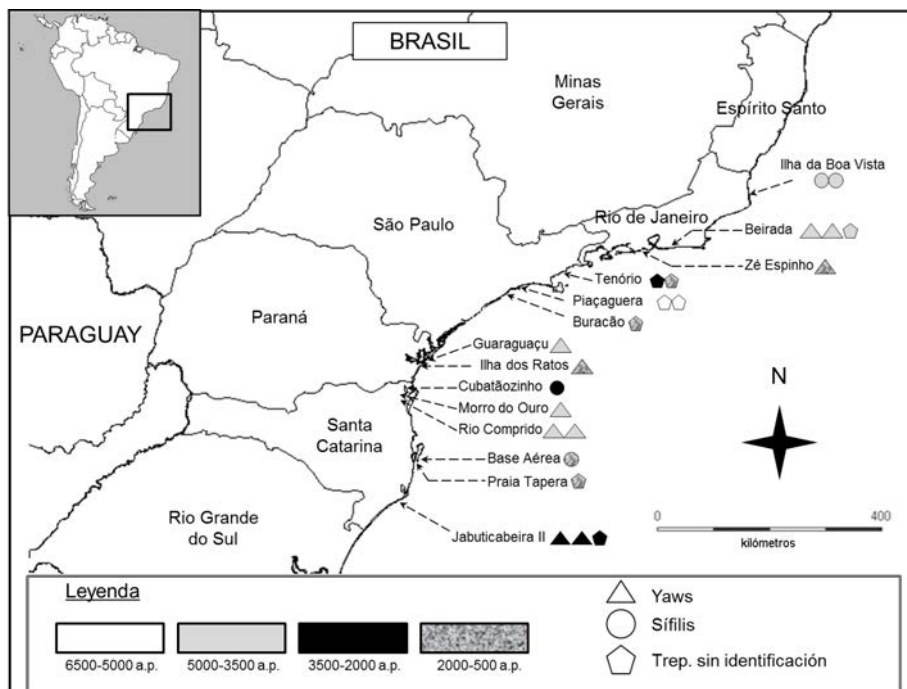 BRASIL
Minas
Gerais
Espírito Santo
Ilha da Boa Vista
São Paulo
Rio de Janeiro
Beirada
Zé Espinho
Tenório
Piaçaguera
Buracão
PARAGUAY
Paraná
Guaraguaçu
Ilha dos Ratos
Cubatãozinho
Morro do Ouro
Rio Comprido
N
Santa
Catarina
Base Aérea
Praia Tapera
Rio Grande
do Sul
Jabuticabeira II
0 400
kilómetros
Leyenda
6500-5000 a.p.
5000-3500 a.p.
3500-2000 a.p.
2000-500 a.p.
Yaws
Sífilis
Trep. sin identificación